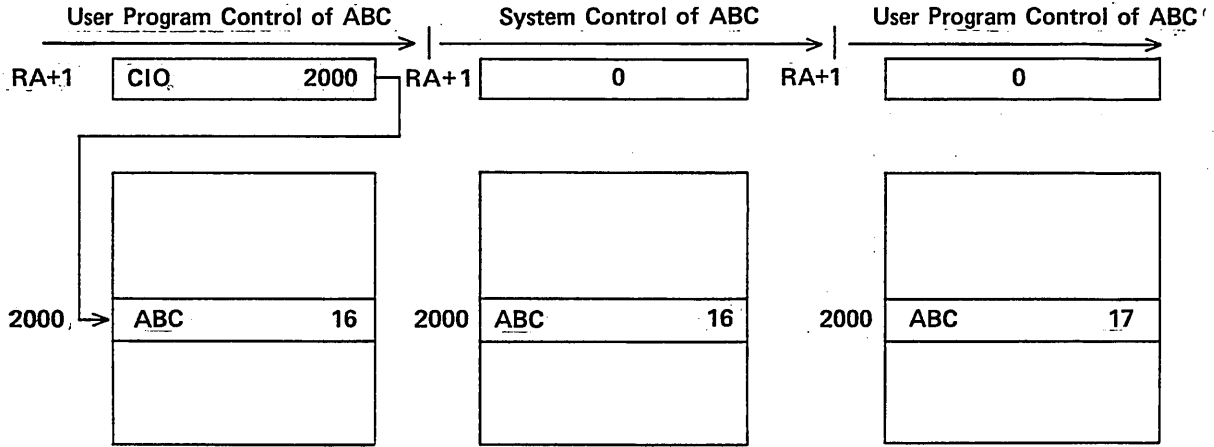 User Program Control of ABC System Control of ABC User Program Control of ABC
RA+1 CIO 2000 RA+1 0 RA+1 0
2000 ABC 16 2000 ABC 16 2000 ABC 17